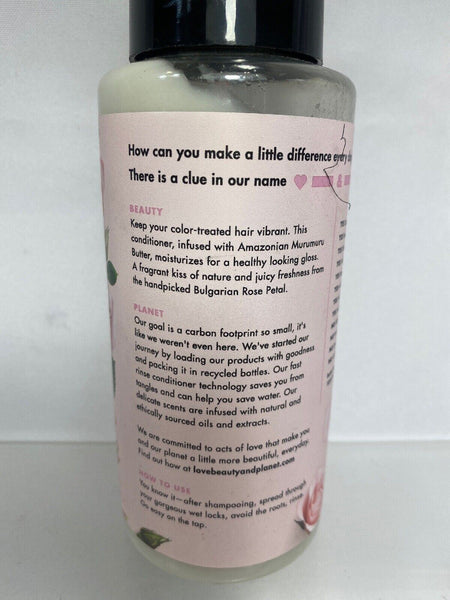 How can you make a little difference every
There is a clue in our name &
BEAUTY
Keep your color-treated hair vibrant. This
conditioner, infused with Amazonian Murumuru
Butter, moisturizes for a healthy looking gloss.
A fragrant kiss of nature and juicy freshness from
the handpicked Bulgarian Rose Petal.
PLANET
Our goal is a carbon footprint so small, it's
like we weren't even here. We've started our
journey by loading our products with goodness
and packing it in recycled bottles. Our fast
rinse conditioner technology saves you from
tangles and can help you save water. Our
delicate scents are infused with natural and
ethically sourced oils and extracts.
We are committed to acts of love that make you
and our planet a little more beautiful, everyday.
Find out how at lovebeautyandplanet.com
HOW TO USE
You know it—after shampooing, spread through
your gorgeous wet locks, avoid the roots, rinse.
Go easy on the tap.